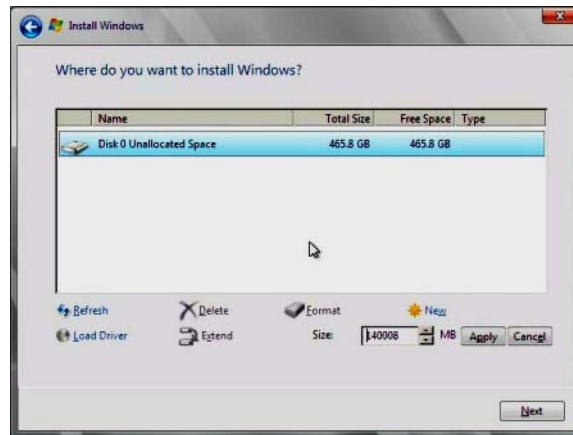 Install Windows
Where do you want to install Windows?
Name Total Size Free Space Type
Disk 0 Unallocated Space 465.8 GB 465.8 GB
Refresh Delete Format New
Load Driver Extend Size: 140008 MB Apply Cancel
Next